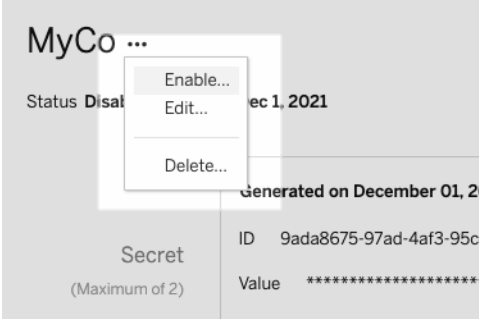 MyCo ...
Enable...
Edit...
Delete...
Status Disab ec 1, 2021
Generated on December 01, 2
ID 9ada8675-97ad-4af3-95c
Secret
(Maximum of 2)
Value ************************